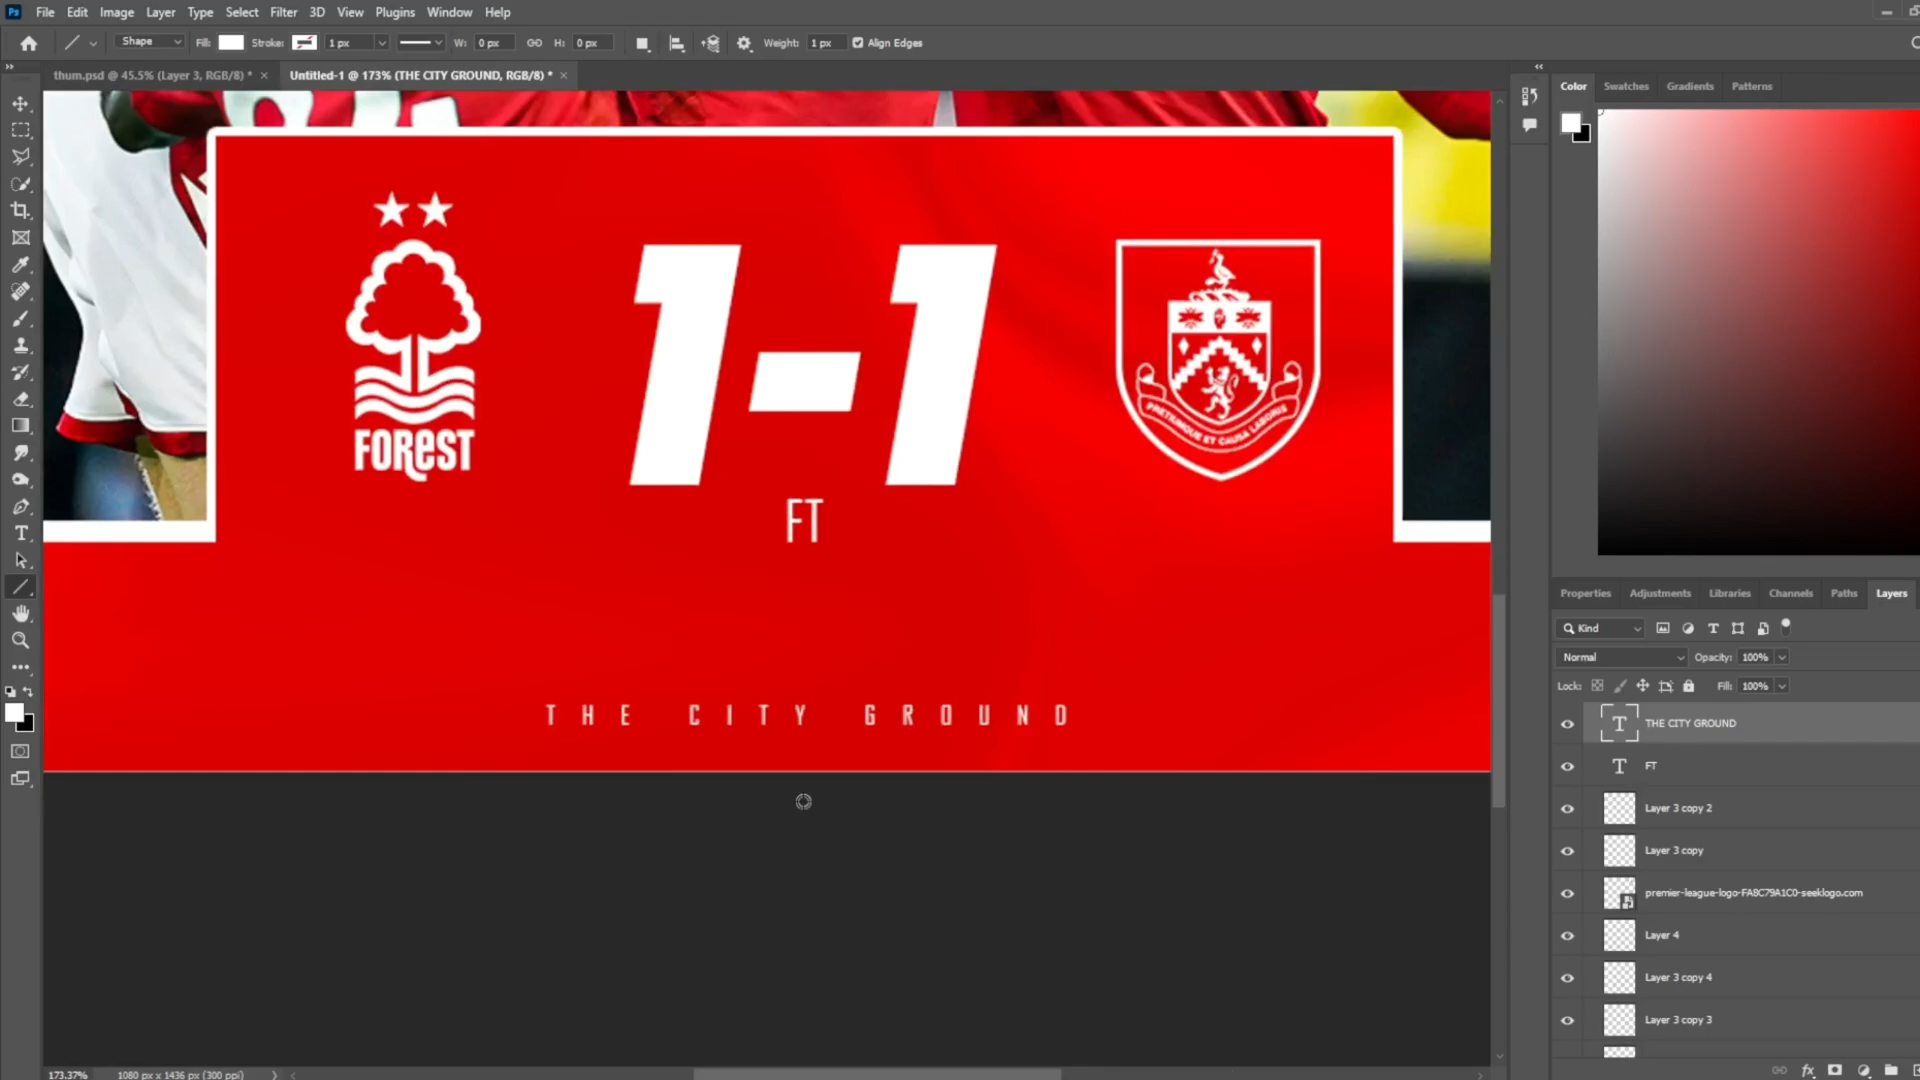 File Edit Image Layer Type Select Filter 3D View Plugins Window Help
Shape Fill: Stroke: 1 px W: 0 px H: 0 px Weight: 1 px Align Edges
thum.psd @ 45.5% (Layer 3, RGB/8) * × Untitled-1 @ 173% (THE CITY GROUND, RGB/8) * ×
Color Swatches Gradients Patterns
1-1
FOREST
PRETIUMQUE ET CAUSA LABORIS
FT
THE CITY GROUND
Properties Adjustments Libraries Channels Paths Layers
Kind
Normal Opacity: 100%
Lock: Fill: 100%
THE CITY GROUND
FT
Layer 3 copy 2
Layer 3 copy
premier-league-logo-FA8C79A1C0-seeklogo.com
Layer 4
Layer 3 copy 4
Layer 3 copy 3
173.37% 1080 px x 1436 px (300 ppi)